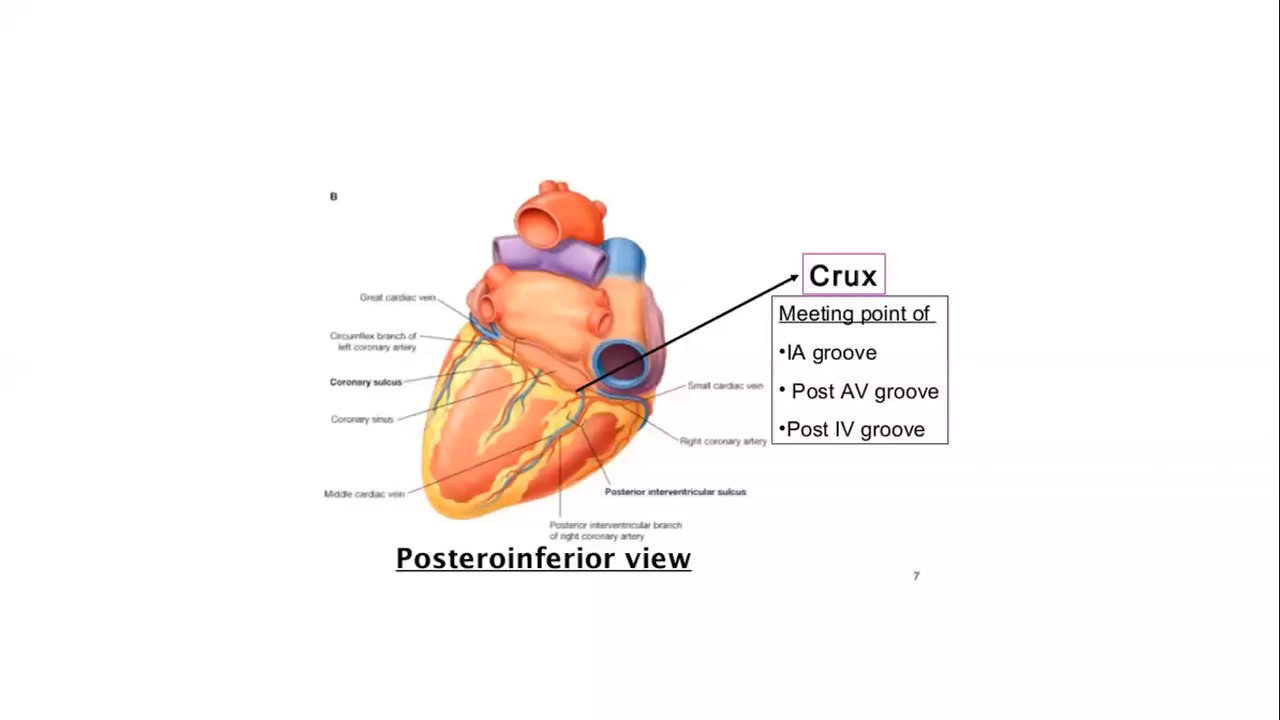 B
Great cardiac vein
Circumflex branch of
left coronary artery
Coronary sulcus
Coronary sinus
Middle cardiac vein
Small cardiac vein
Right coronary artery
Posterior interventricular sulcus
Posterior interventricular branch
of right coronary artery
Posteroinferior view
Crux
Meeting point of
•IA groove
• Post AV groove
•Post IV groove
7